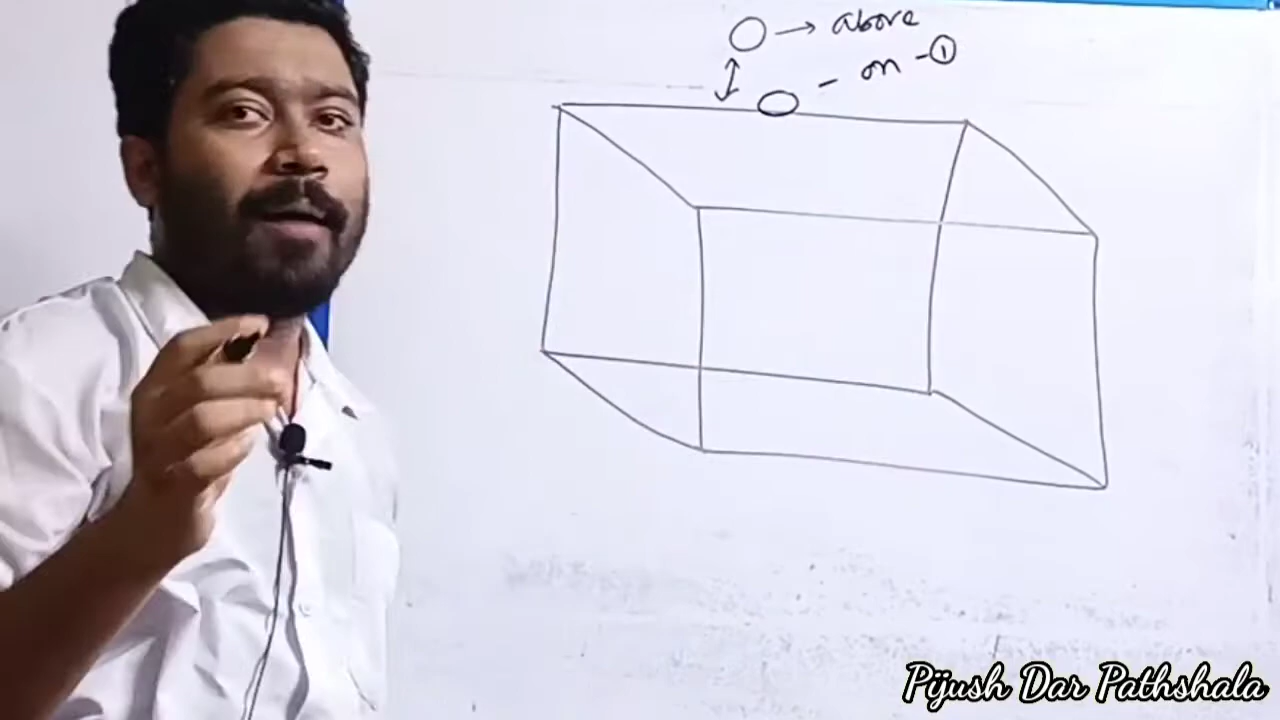 → above
- on -①
Pijush Dar Pathshala